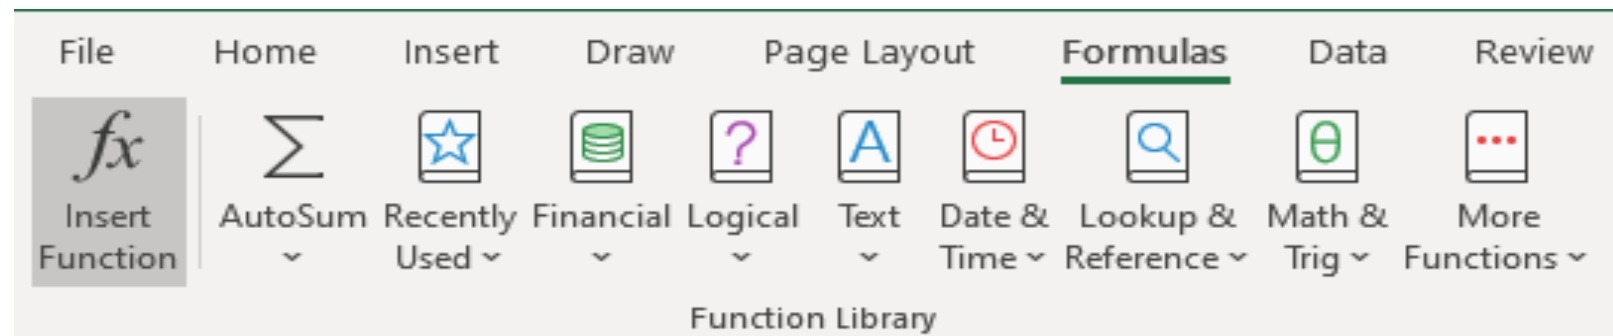 File Home Insert Draw Page Layout Formulas Data Review
fx Σ ? A θ
Insert AutoSum Recently Financial Logical Text Date & Lookup & Math & More
Function Used Time Reference Trig Functions
Function Library